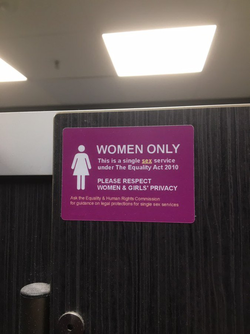 WOMEN ONLY
This is a single sex service
under The Equality Act 2010
PLEASE RESPECT
WOMEN & GIRLS' PRIVACY
Ask the Equality & Human Rights Commission
for guidance on legal protections for single sex services